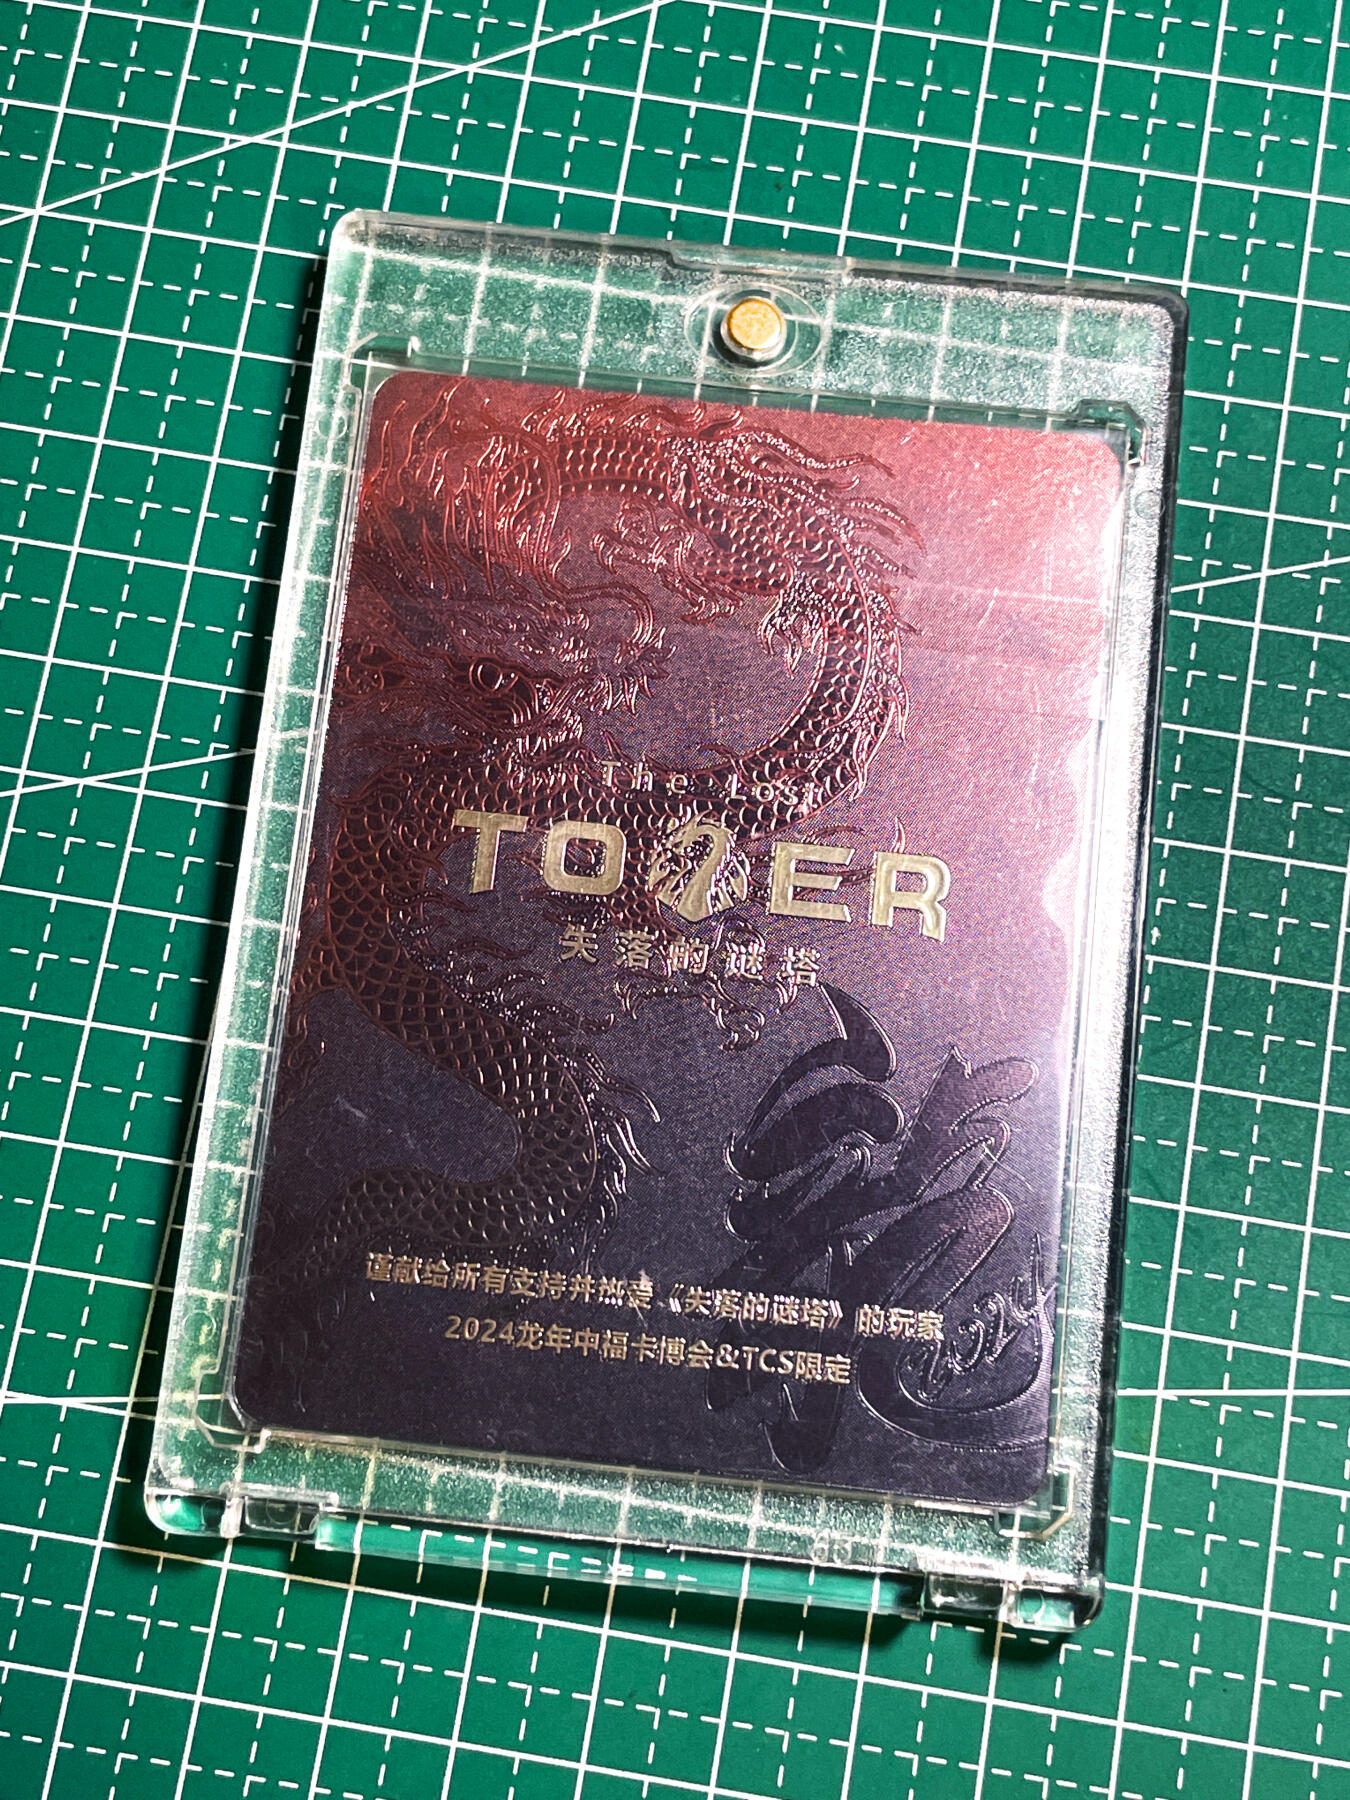 The Lost
TOWER
失落的谜塔
谨献给所有支持并热爱《失落的谜塔》的玩家
2024龙年中福卡博会&TCS限定
2024